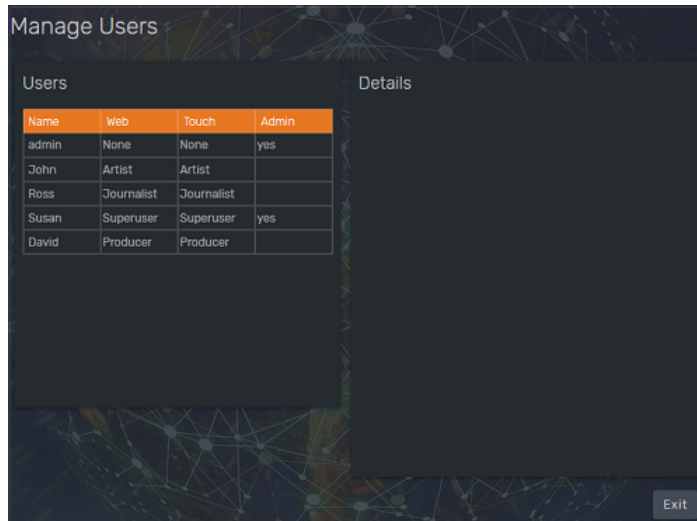 Manage Users
Users
Name Web Touch Admin
admin None None yes
John Artist Artist
Ross Journalist Journalist
Susan Superuser Superuser yes
David Producer Producer
Details
Exit